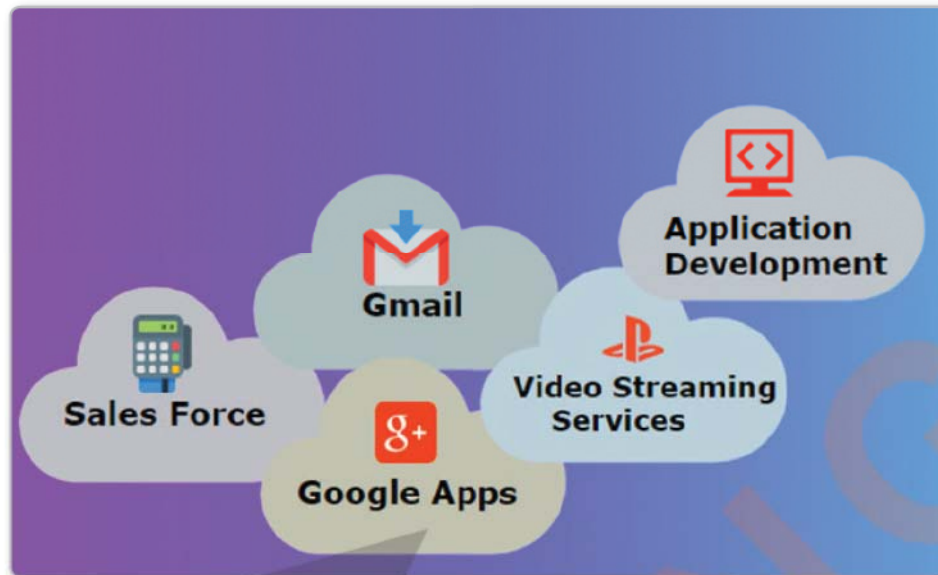 Application
Development
Gmail
Video Streaming
Services
Sales Force
g+
Google Apps